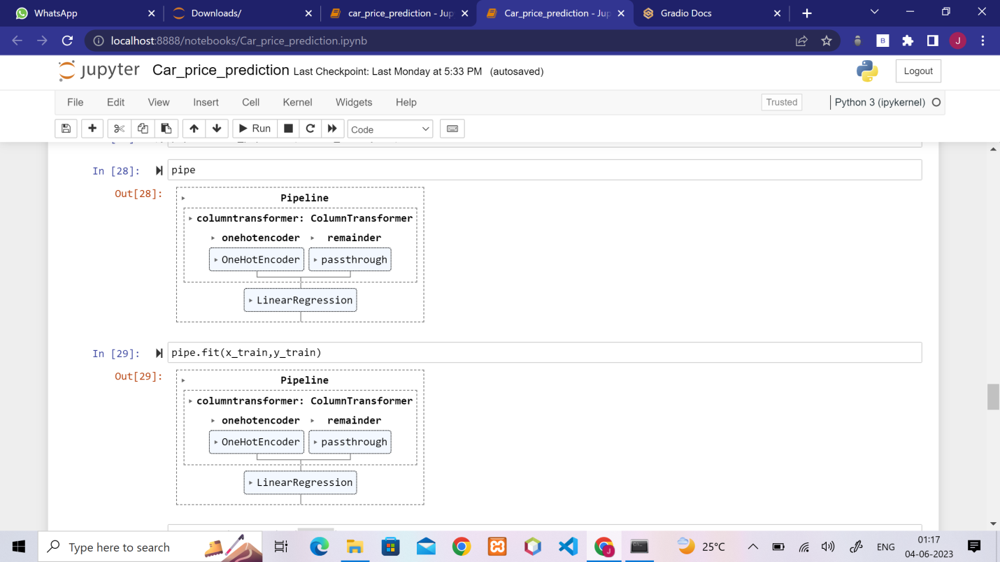 WhatsApp
Downloads/
car_price_prediction - Jup
Car_price_prediction - Jup
Gradio Docs
localhost:8888/notebooks/Car_price_prediction.ipynb
B
J
jupyter Car_price_prediction Last Checkpoint: Last Monday at 5:33 PM (autosaved)
Logout
File Edit View Insert Cell Kernel Widgets Help
Trusted
Python 3 (ipykernel)
Run
Code
In [28]: pipe
Out[28]:
Pipeline
columntransformer: ColumnTransformer
onehotencoder remainder
OneHotEncoder passthrough
LinearRegression
In [29]: pipe.fit(x_train,y_train)
Out[29]:
Pipeline
columntransformer: ColumnTransformer
onehotencoder remainder
OneHotEncoder passthrough
LinearRegression
Type here to search
J
25°C
ENG
01:17
04-06-2023